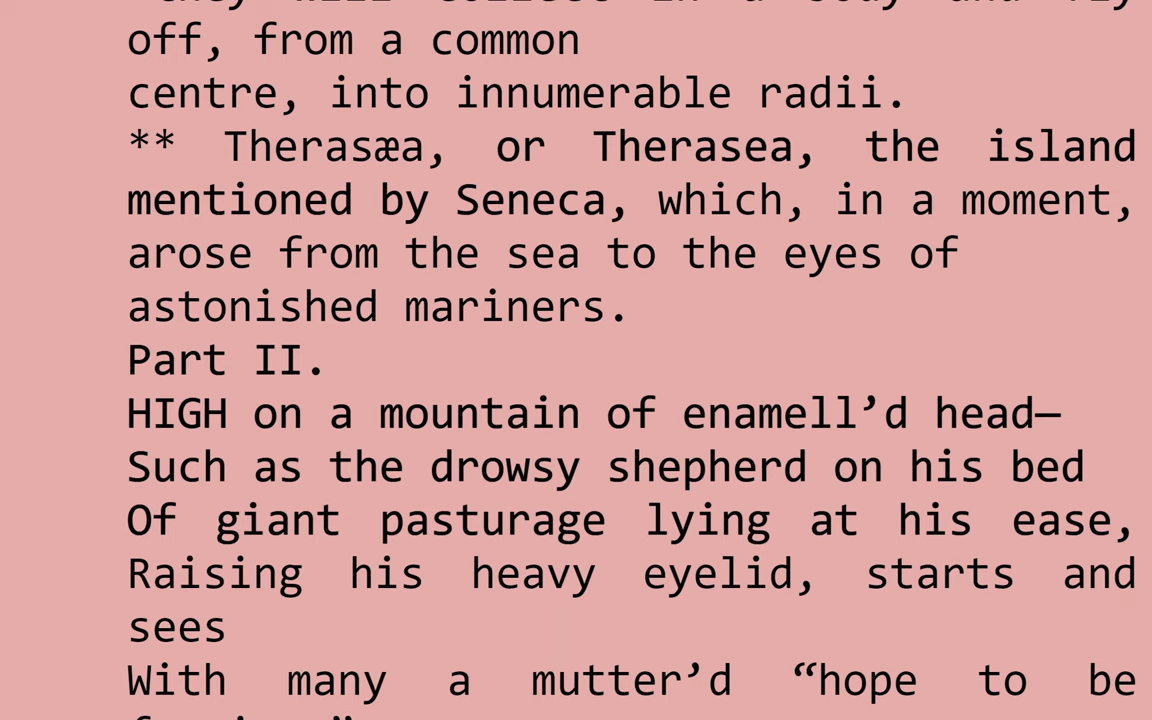 off, from a common
centre, into innumerable radii.
** Therasæa, or Therasea, the island
mentioned by Seneca, which, in a moment,
arose from the sea to the eyes of
astonished mariners.
Part II.
HIGH on a mountain of enamell’d head—
Such as the drowsy shepherd on his bed
Of giant pasturage lying at his ease,
Raising his heavy eyelid, starts and
sees
With many a mutter’d “hope to be